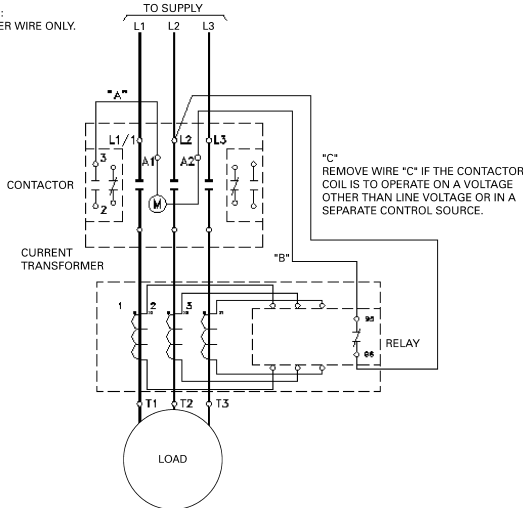 :
ER WIRE ONLY.
TO SUPPLY
L1 L2 L3
"A"
L1/1 L2 L3
3 A1 A2
CONTACTOR
M
2
"C"
REMOVE WIRE "C" IF THE CONTACTOR
COIL IS TO OPERATE ON A VOLTAGE
OTHER THAN LINE VOLTAGE OR IN A
SEPARATE CONTROL SOURCE.
CURRENT
TRANSFORMER
"B"
1 2 3
95
RELAY
96
T1 T2 T3
LOAD